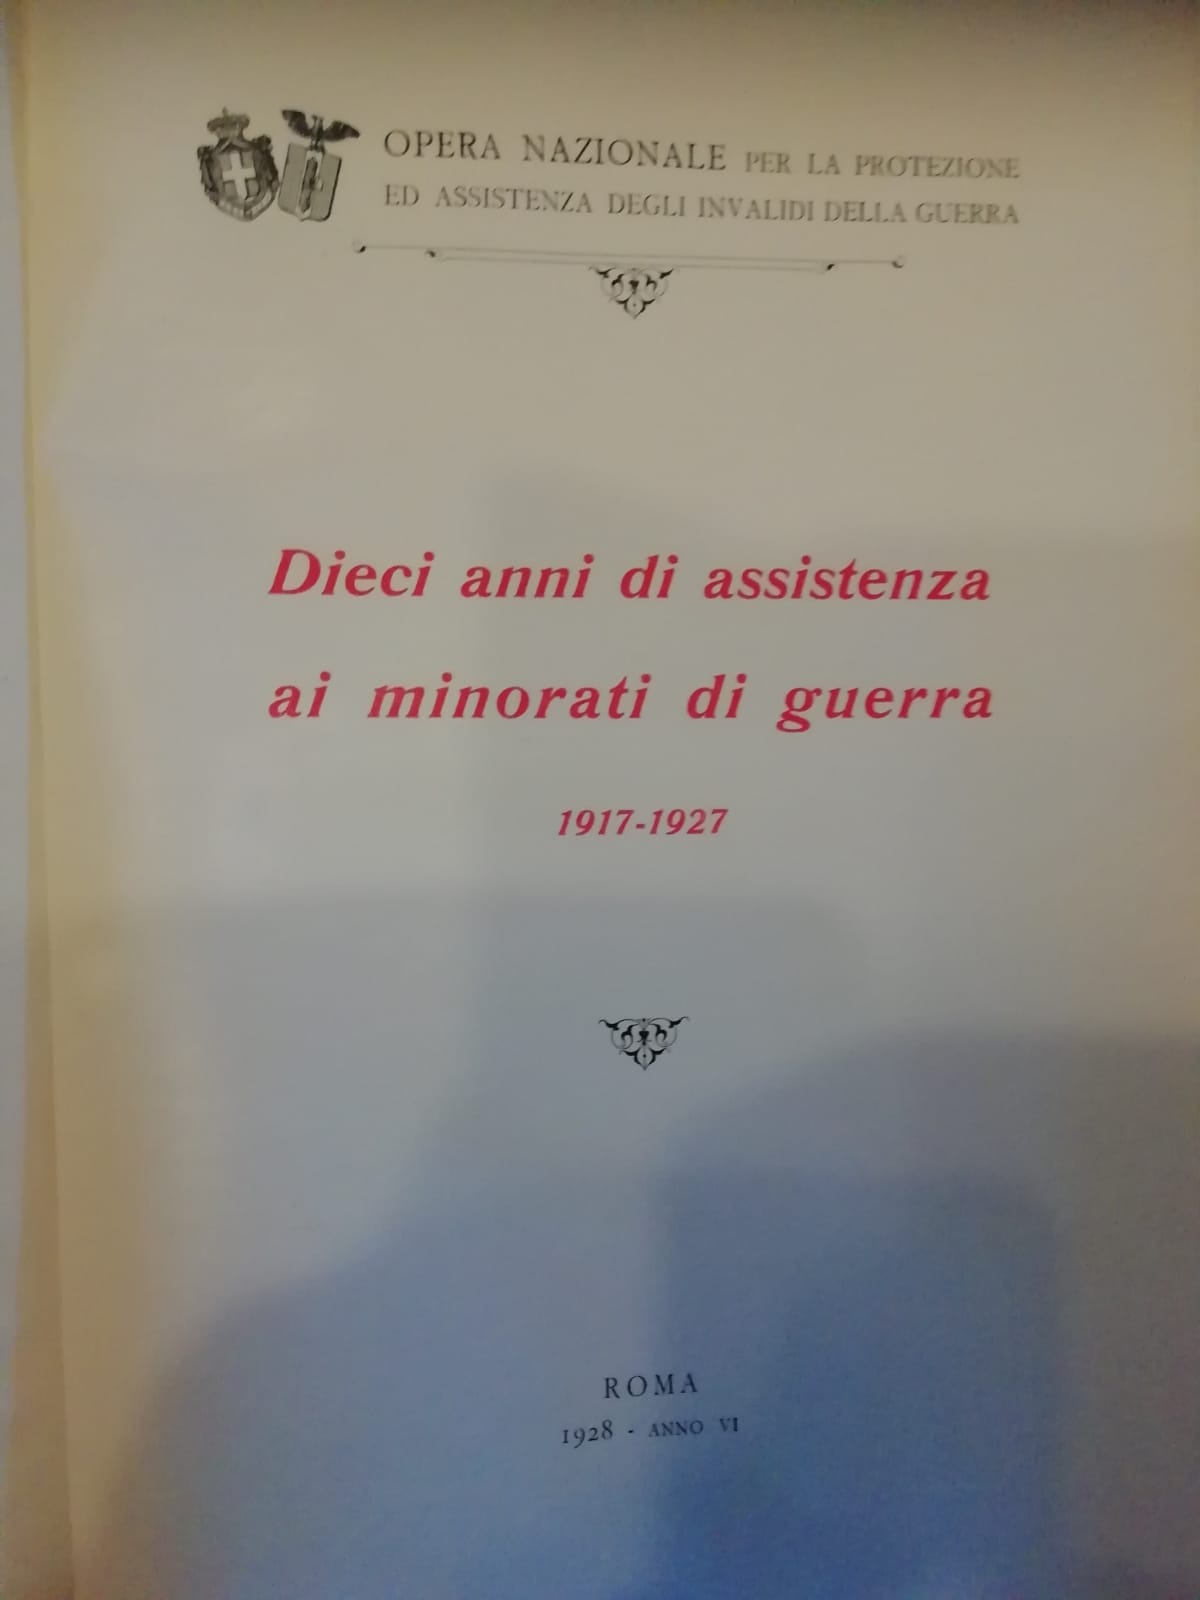 OPERA NAZIONALE PER LA PROTEZIONE
ED ASSISTENZA DEGLI INVALIDI DELLA GUERRA
Dieci anni di assistenza
ai minorati di guerra
1917-1927
ROMA
1928 - ANNO VI